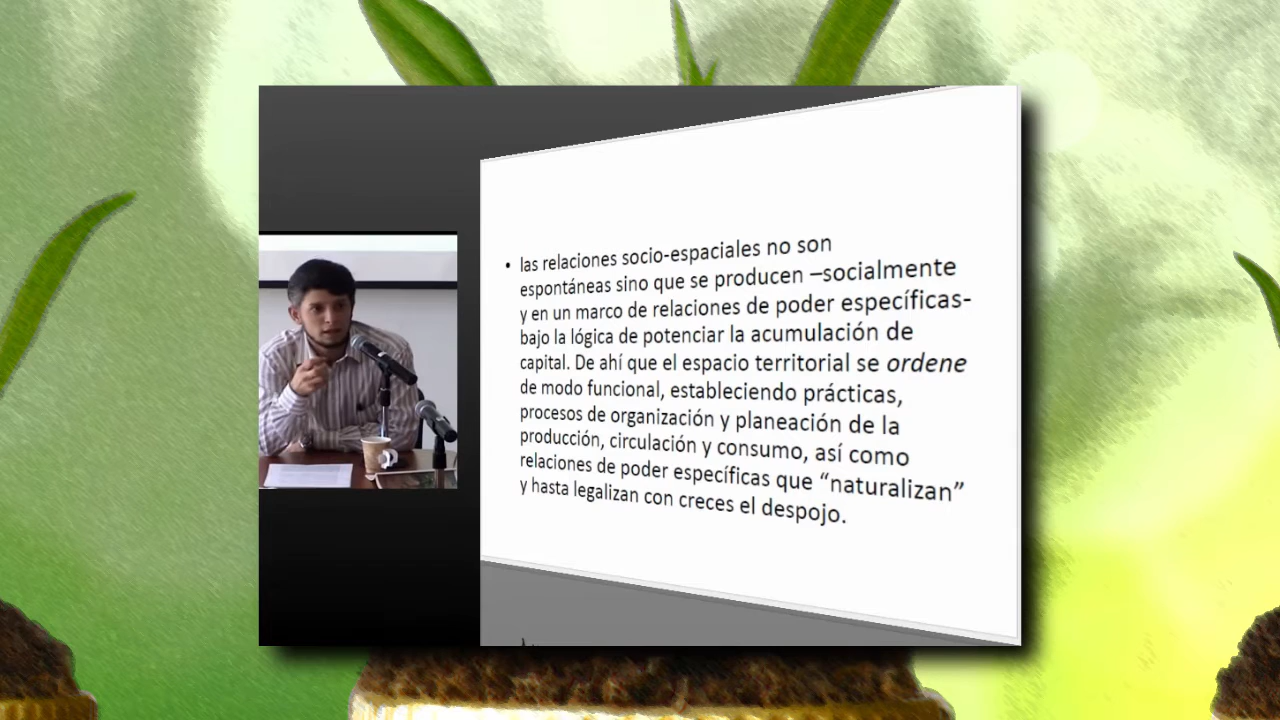 • las relaciones socio-espaciales no son
espontáneas sino que se producen –socialmente
y en un marco de relaciones de poder específicas-
bajo la lógica de potenciar la acumulación de
capital. De ahí que el espacio territorial se ordene
de modo funcional, estableciendo prácticas,
procesos de organización y planeación de la
producción, circulación y consumo, así como
relaciones de poder específicas que “naturalizan”
y hasta legalizan con creces el despojo.